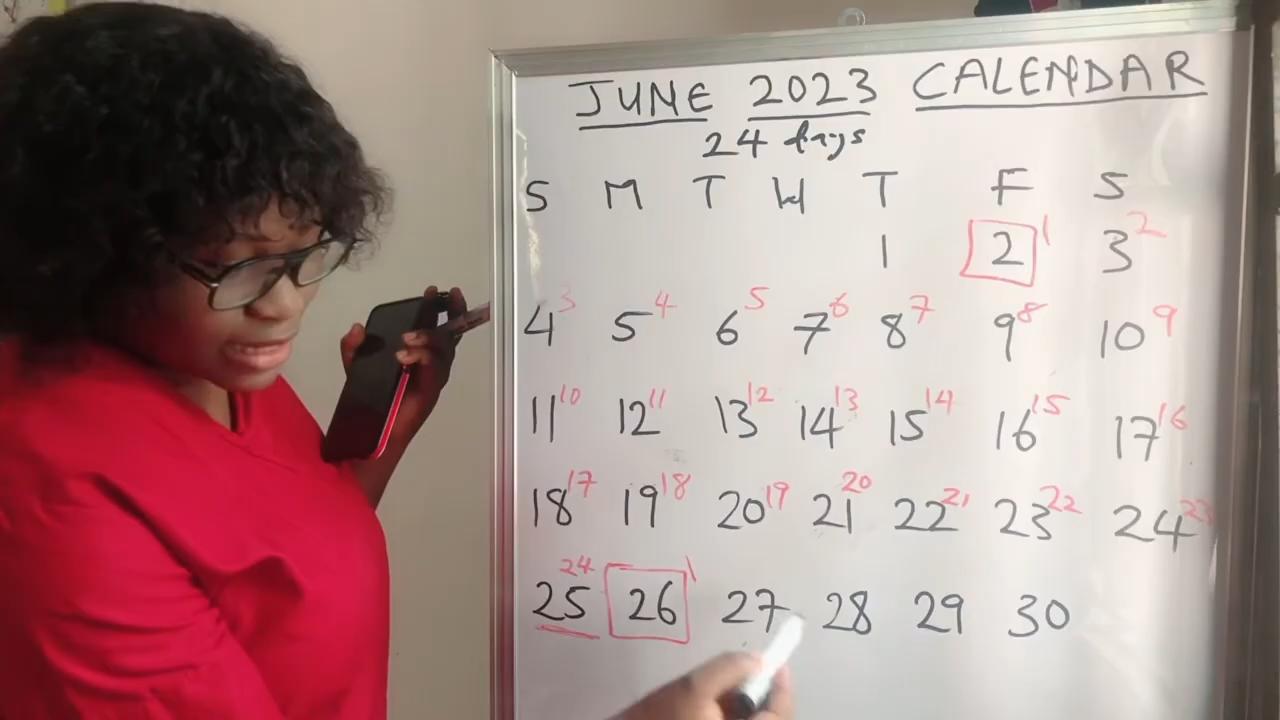 JUNE 2023 CALENDAR
24 days
S M T W T F S
1 2 1 3 2
4 3 5 4 6 5 7 6 8 7 9 8 10 9
11 10 12 11 13 12 14 13 15 14 16 15 17 16
18 17 19 18 20 19 21 20 22 21 23 22 24 23
25 24 26 1 27 28 29 30